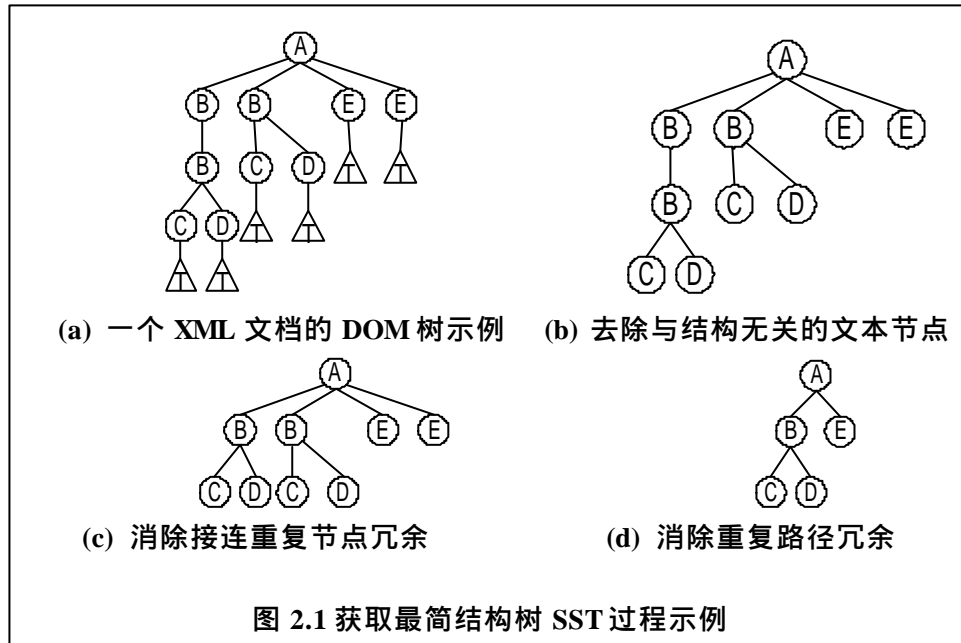 A
B B E E
B C D T T
C D T T
T T
(a) 一个 XML 文档的 DOM 树示例
A
B B E E
B C D
C D
(b) 去除与结构无关的文本节点
A
B B E E
C D C D
(c) 消除接连重复节点冗余
A
B E
C D
(d) 消除重复路径冗余
图 2.1 获取最简结构树 SST 过程示例